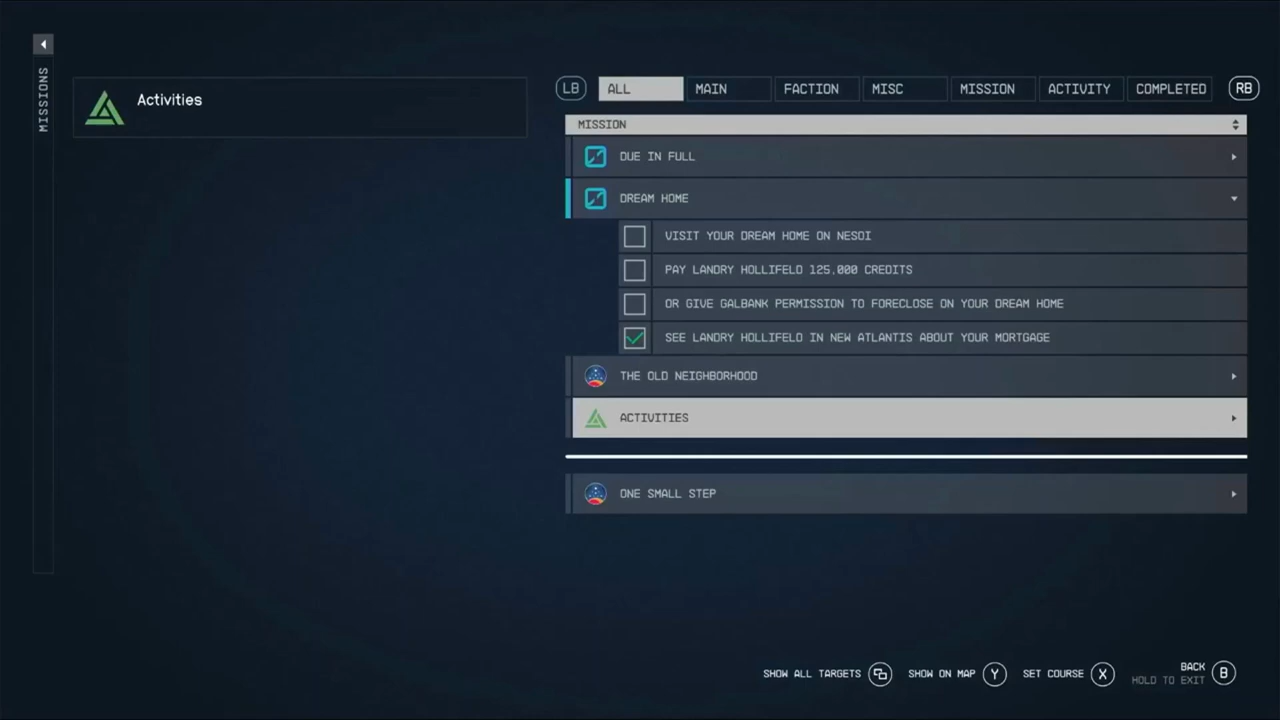 MISSIONS
Activities
LB
ALL
MAIN
FACTION
MISC
MISSION
ACTIVITY
COMPLETED
RB
MISSION
DUE IN FULL
DREAM HOME
VISIT YOUR DREAM HOME ON NESOI
PAY LANDRY HOLLIFELD 125,000 CREDITS
OR GIVE GALBANK PERMISSION TO FORECLOSE ON YOUR DREAM HOME
SEE LANDRY HOLLIFELD IN NEW ATLANTIS ABOUT YOUR MORTGAGE
THE OLD NEIGHBORHOOD
ACTIVITIES
ONE SMALL STEP
SHOW ALL TARGETS
SHOW ON MAP Y
SET COURSE X
BACK B
HOLD TO EXIT